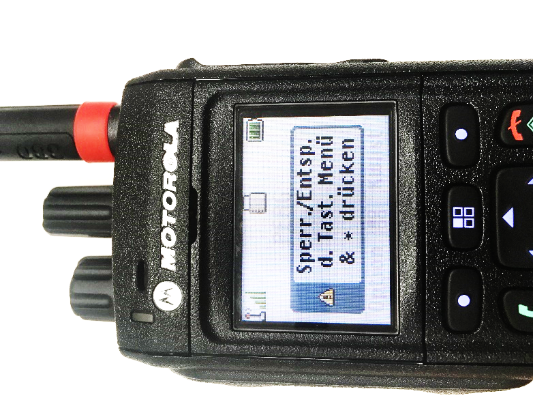 MOTOROLA
Sperr./Entsp.
d. Tast. Menü
& * drücken